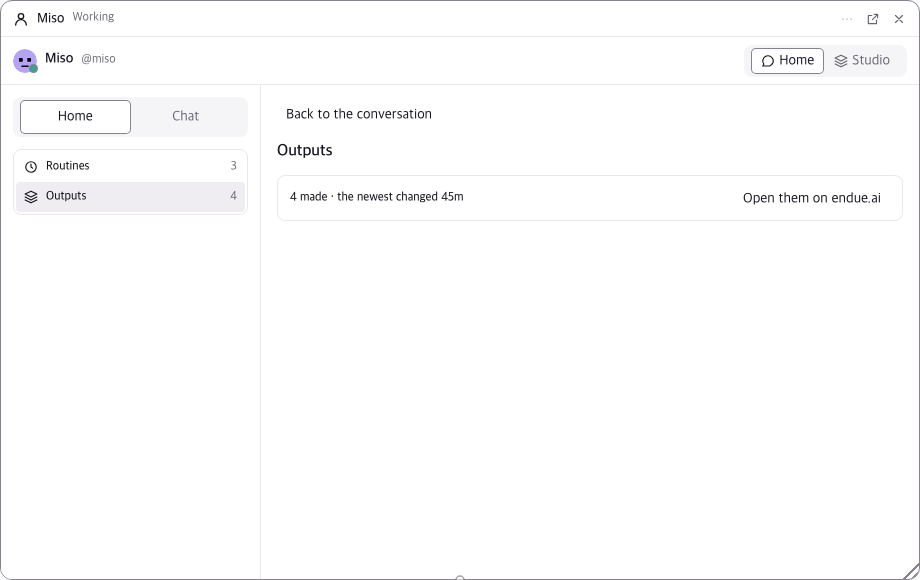 Miso Working
Miso @miso
Home Studio
Home Chat
Routines 3
Outputs 4
Back to the conversation
Outputs
4 made · the newest changed 45m
Open them on endue.ai